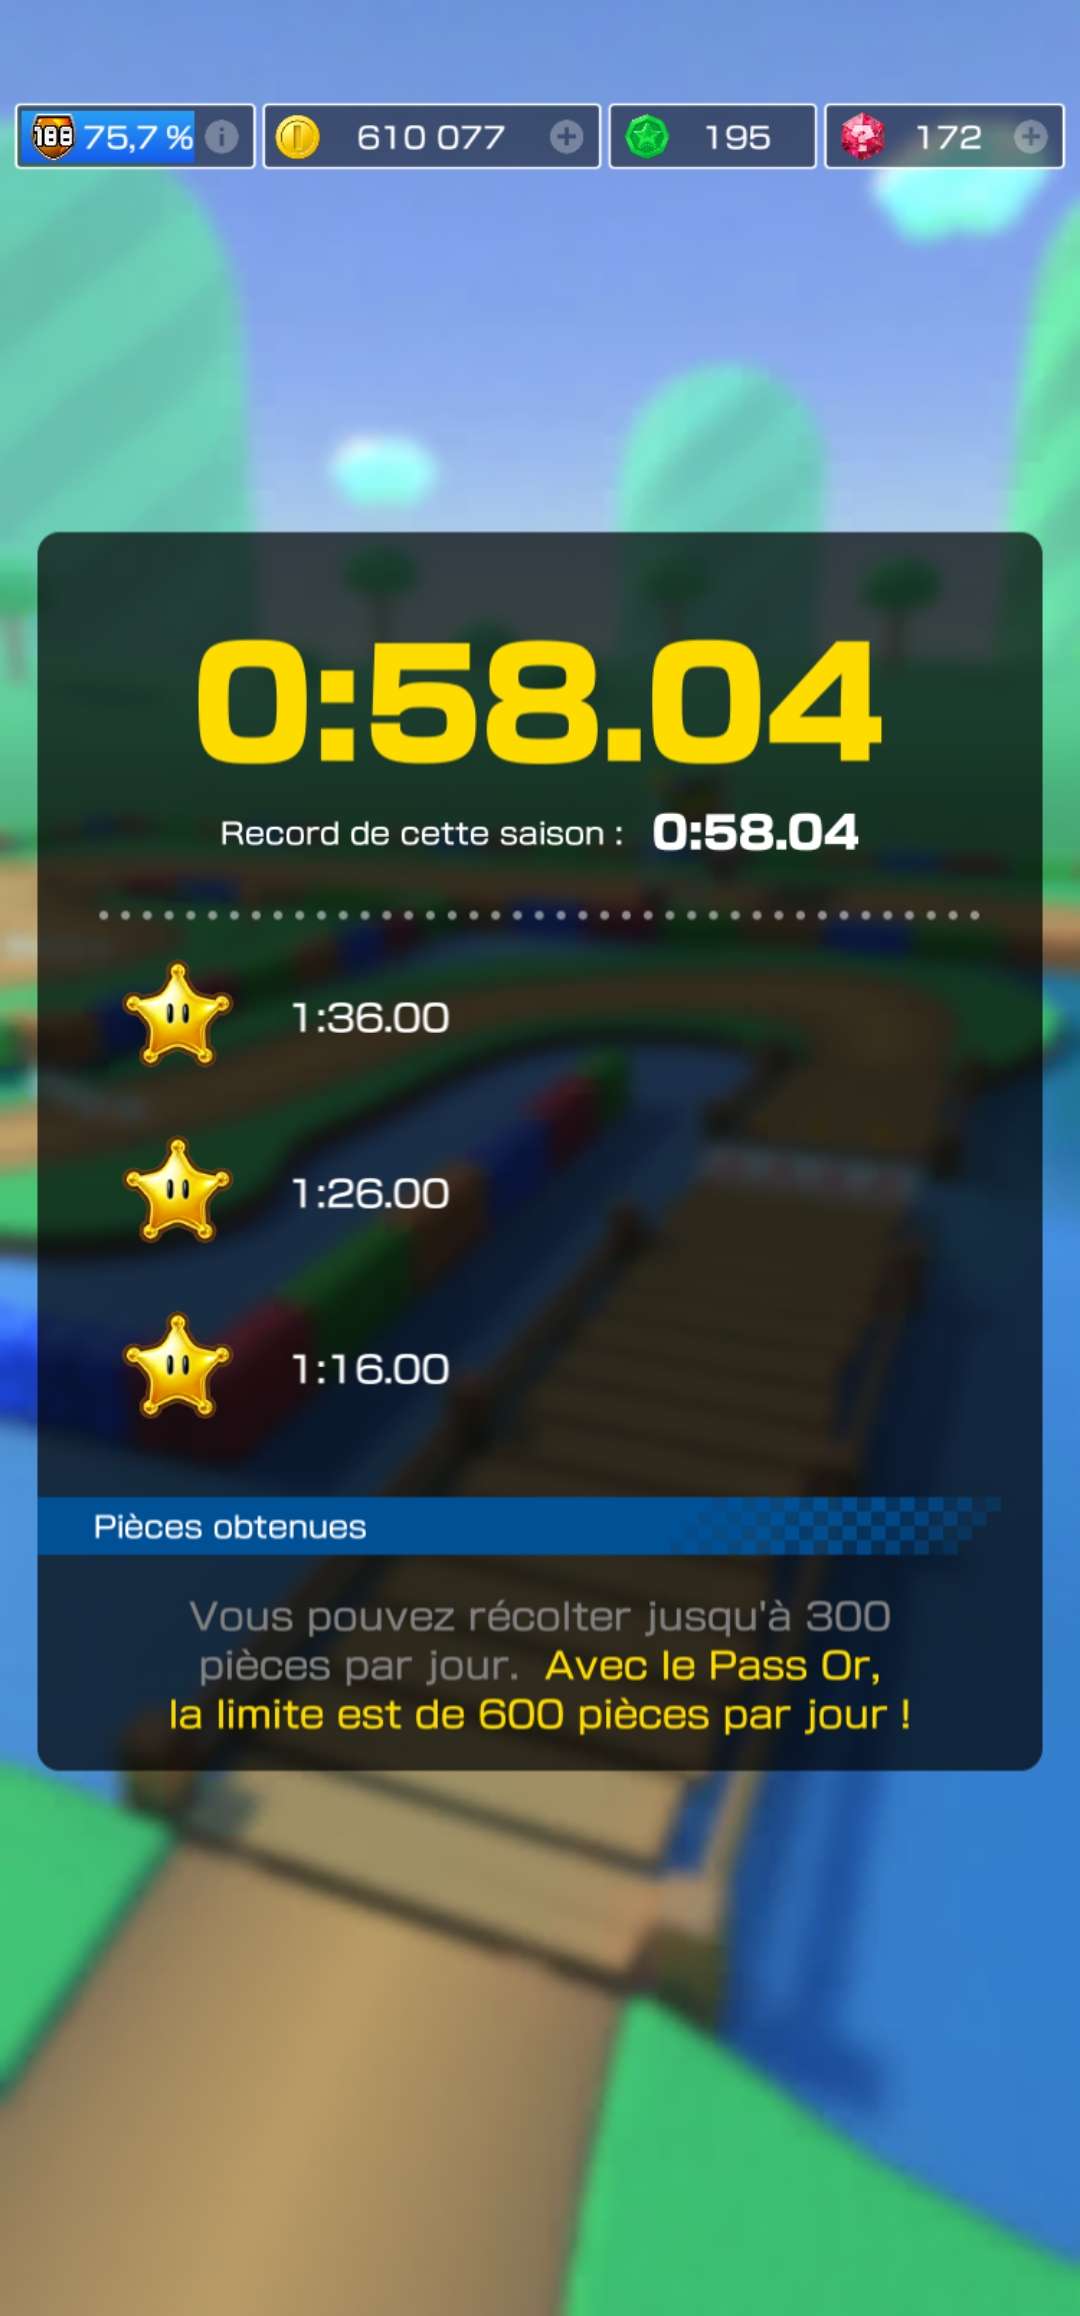 188 75,7 % 610 077 195 172
0:58.04
Record de cette saison : 0:58.04
1:36.00
1:26.00
1:16.00
Pièces obtenues
Vous pouvez récolter jusqu'à 300
pièces par jour. Avec le Pass Or,
la limite est de 600 pièces par jour !